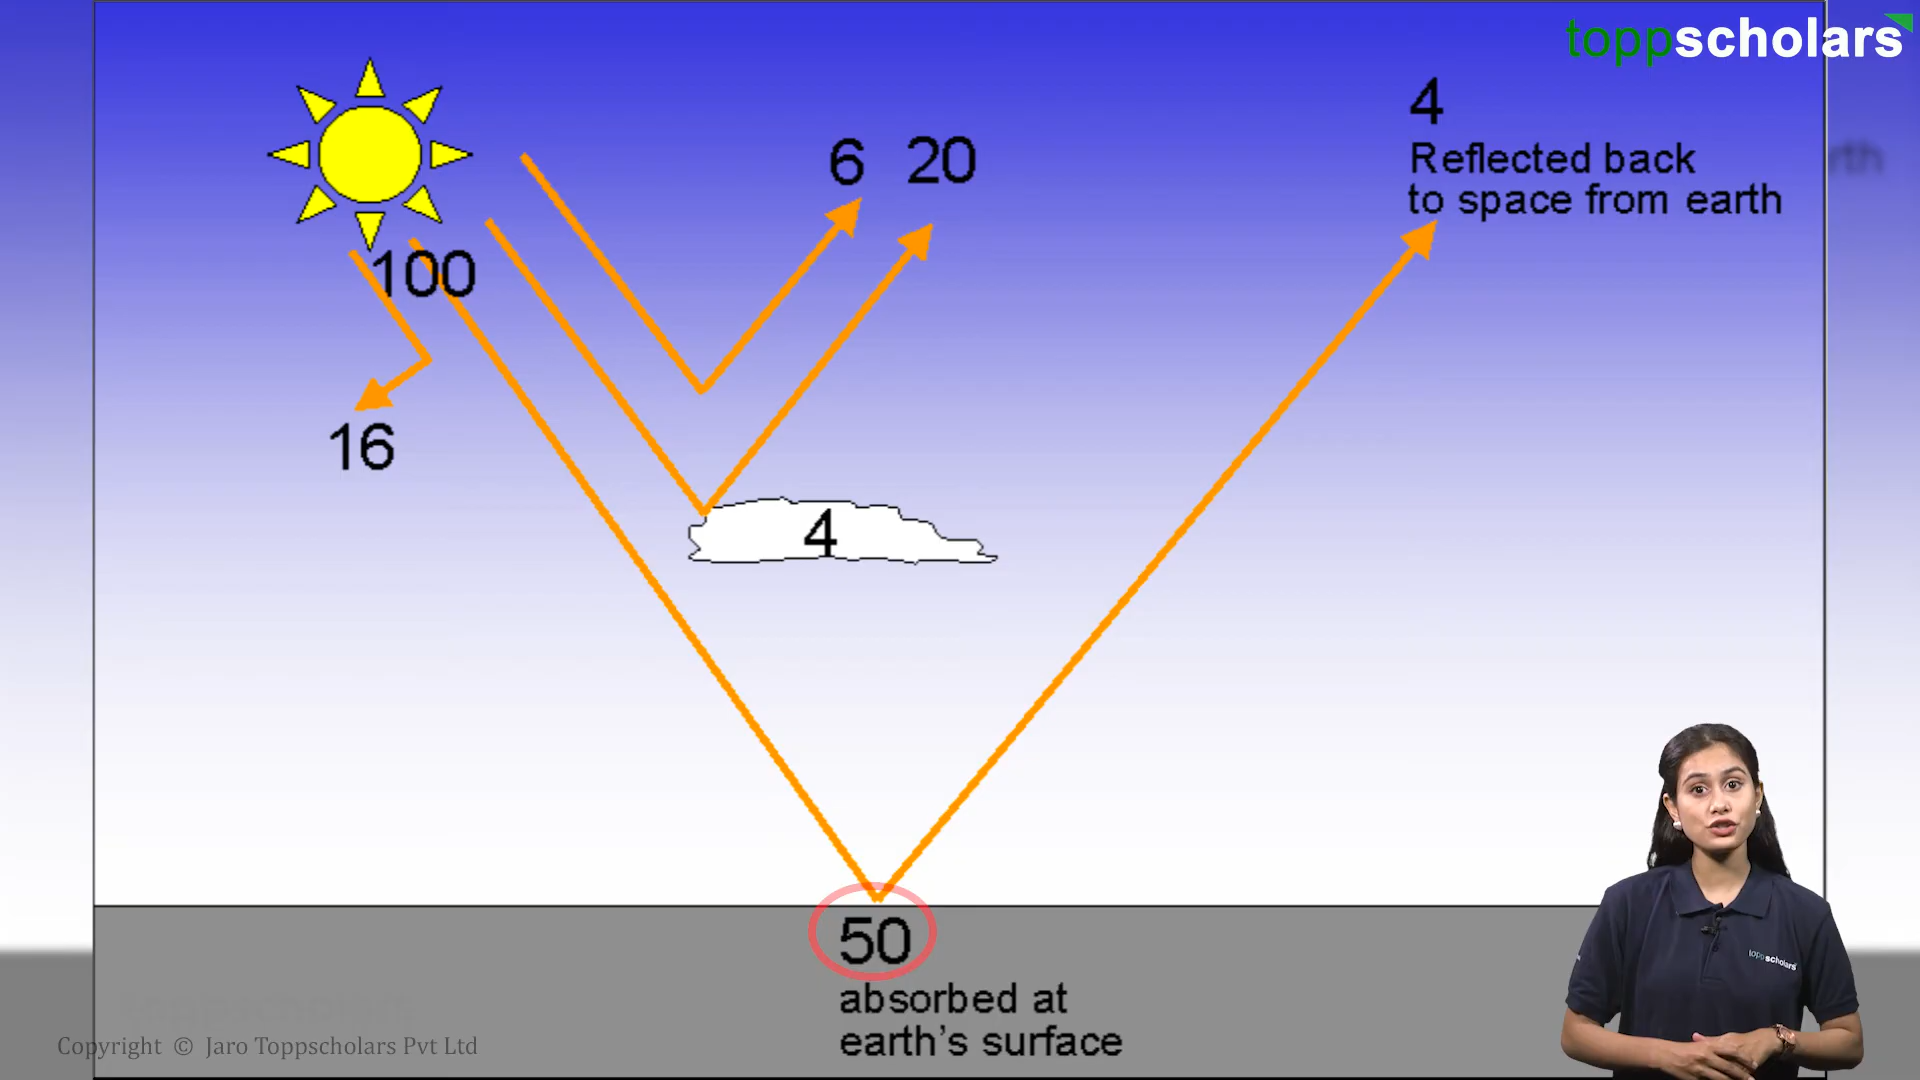 toppscholars
4
Reflected back
to space from earth
6 20
100
16
4
50
absorbed at
earth's surface
toppscholars
Copyright © Jaro Toppscholars Pvt Ltd